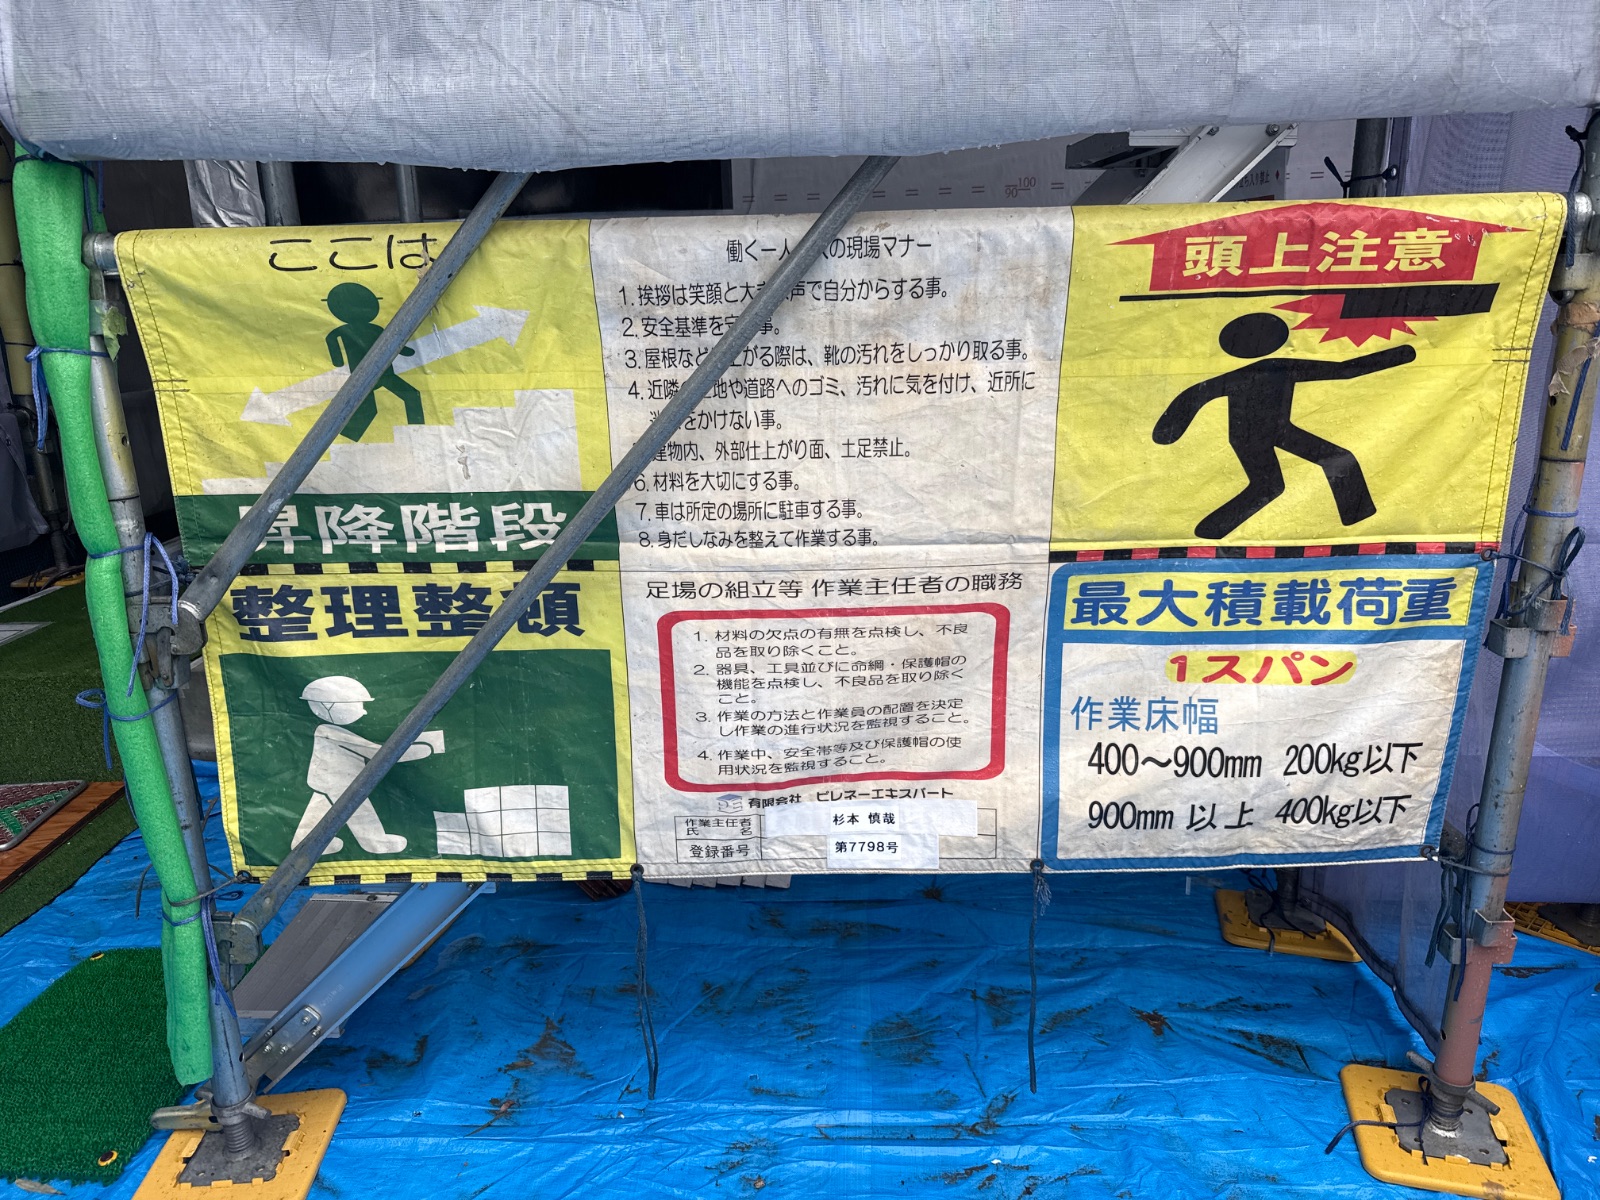 ここは
昇降階段
整理整頓
働く一人の現場マナー
1. 挨拶は笑顔と大声で自分からする事。
2. 安全基準を事。
3. 屋根など上がる際は、靴の汚れをしっかり取る事。
4. 近隣地や道路へのゴミ、汚れに気を付け、近所に
をかけない事。
建物内、外部仕上がり面、土足禁止。
6. 材料を大切にする事。
7. 車は所定の場所に駐車する事。
8. 身だしなみを整えて作業する事。
足場の組立等 作業主任者の職務
1. 材料の欠点の有無を点検し、不良
品を取り除くこと。
2. 器具、工具並びに命綱・保護帽の
機能を点検し、不良品を取り除く
こと。
3. 作業の方法と作業員の配置を決定
し作業の進行状況を監視すること。
4. 作業中、安全帯等及び保護帽の使
用状況を監視すること。
有限会社 ピレネーエキスパート
作業主任者
氏 名
杉本 慎哉
登録番号
第7798号
頭上注意
最大積載荷重
1スパン
作業床幅
400～900mm 200kg以下
900mm 以上 400kg以下
100
90